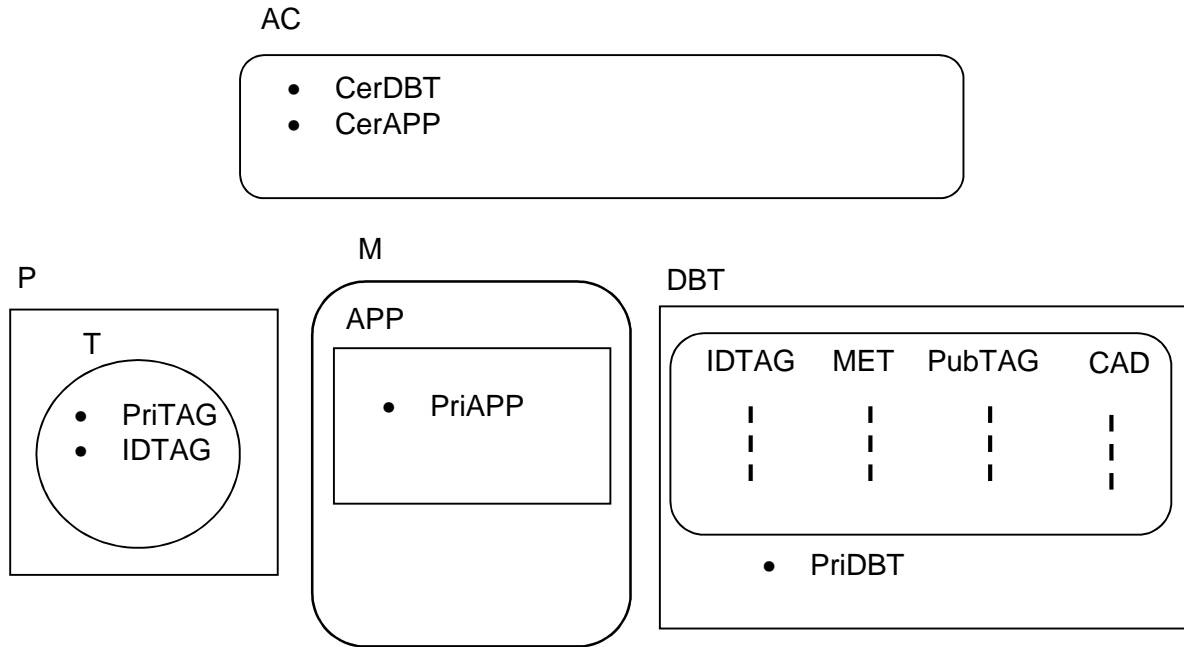 AC
• CerDBT
• CerAPP
P
T
• PriTAG
• IDTAG
M
APP
• PriAPP
DBT
IDTAG MET PubTAG CAD
• PriDBT